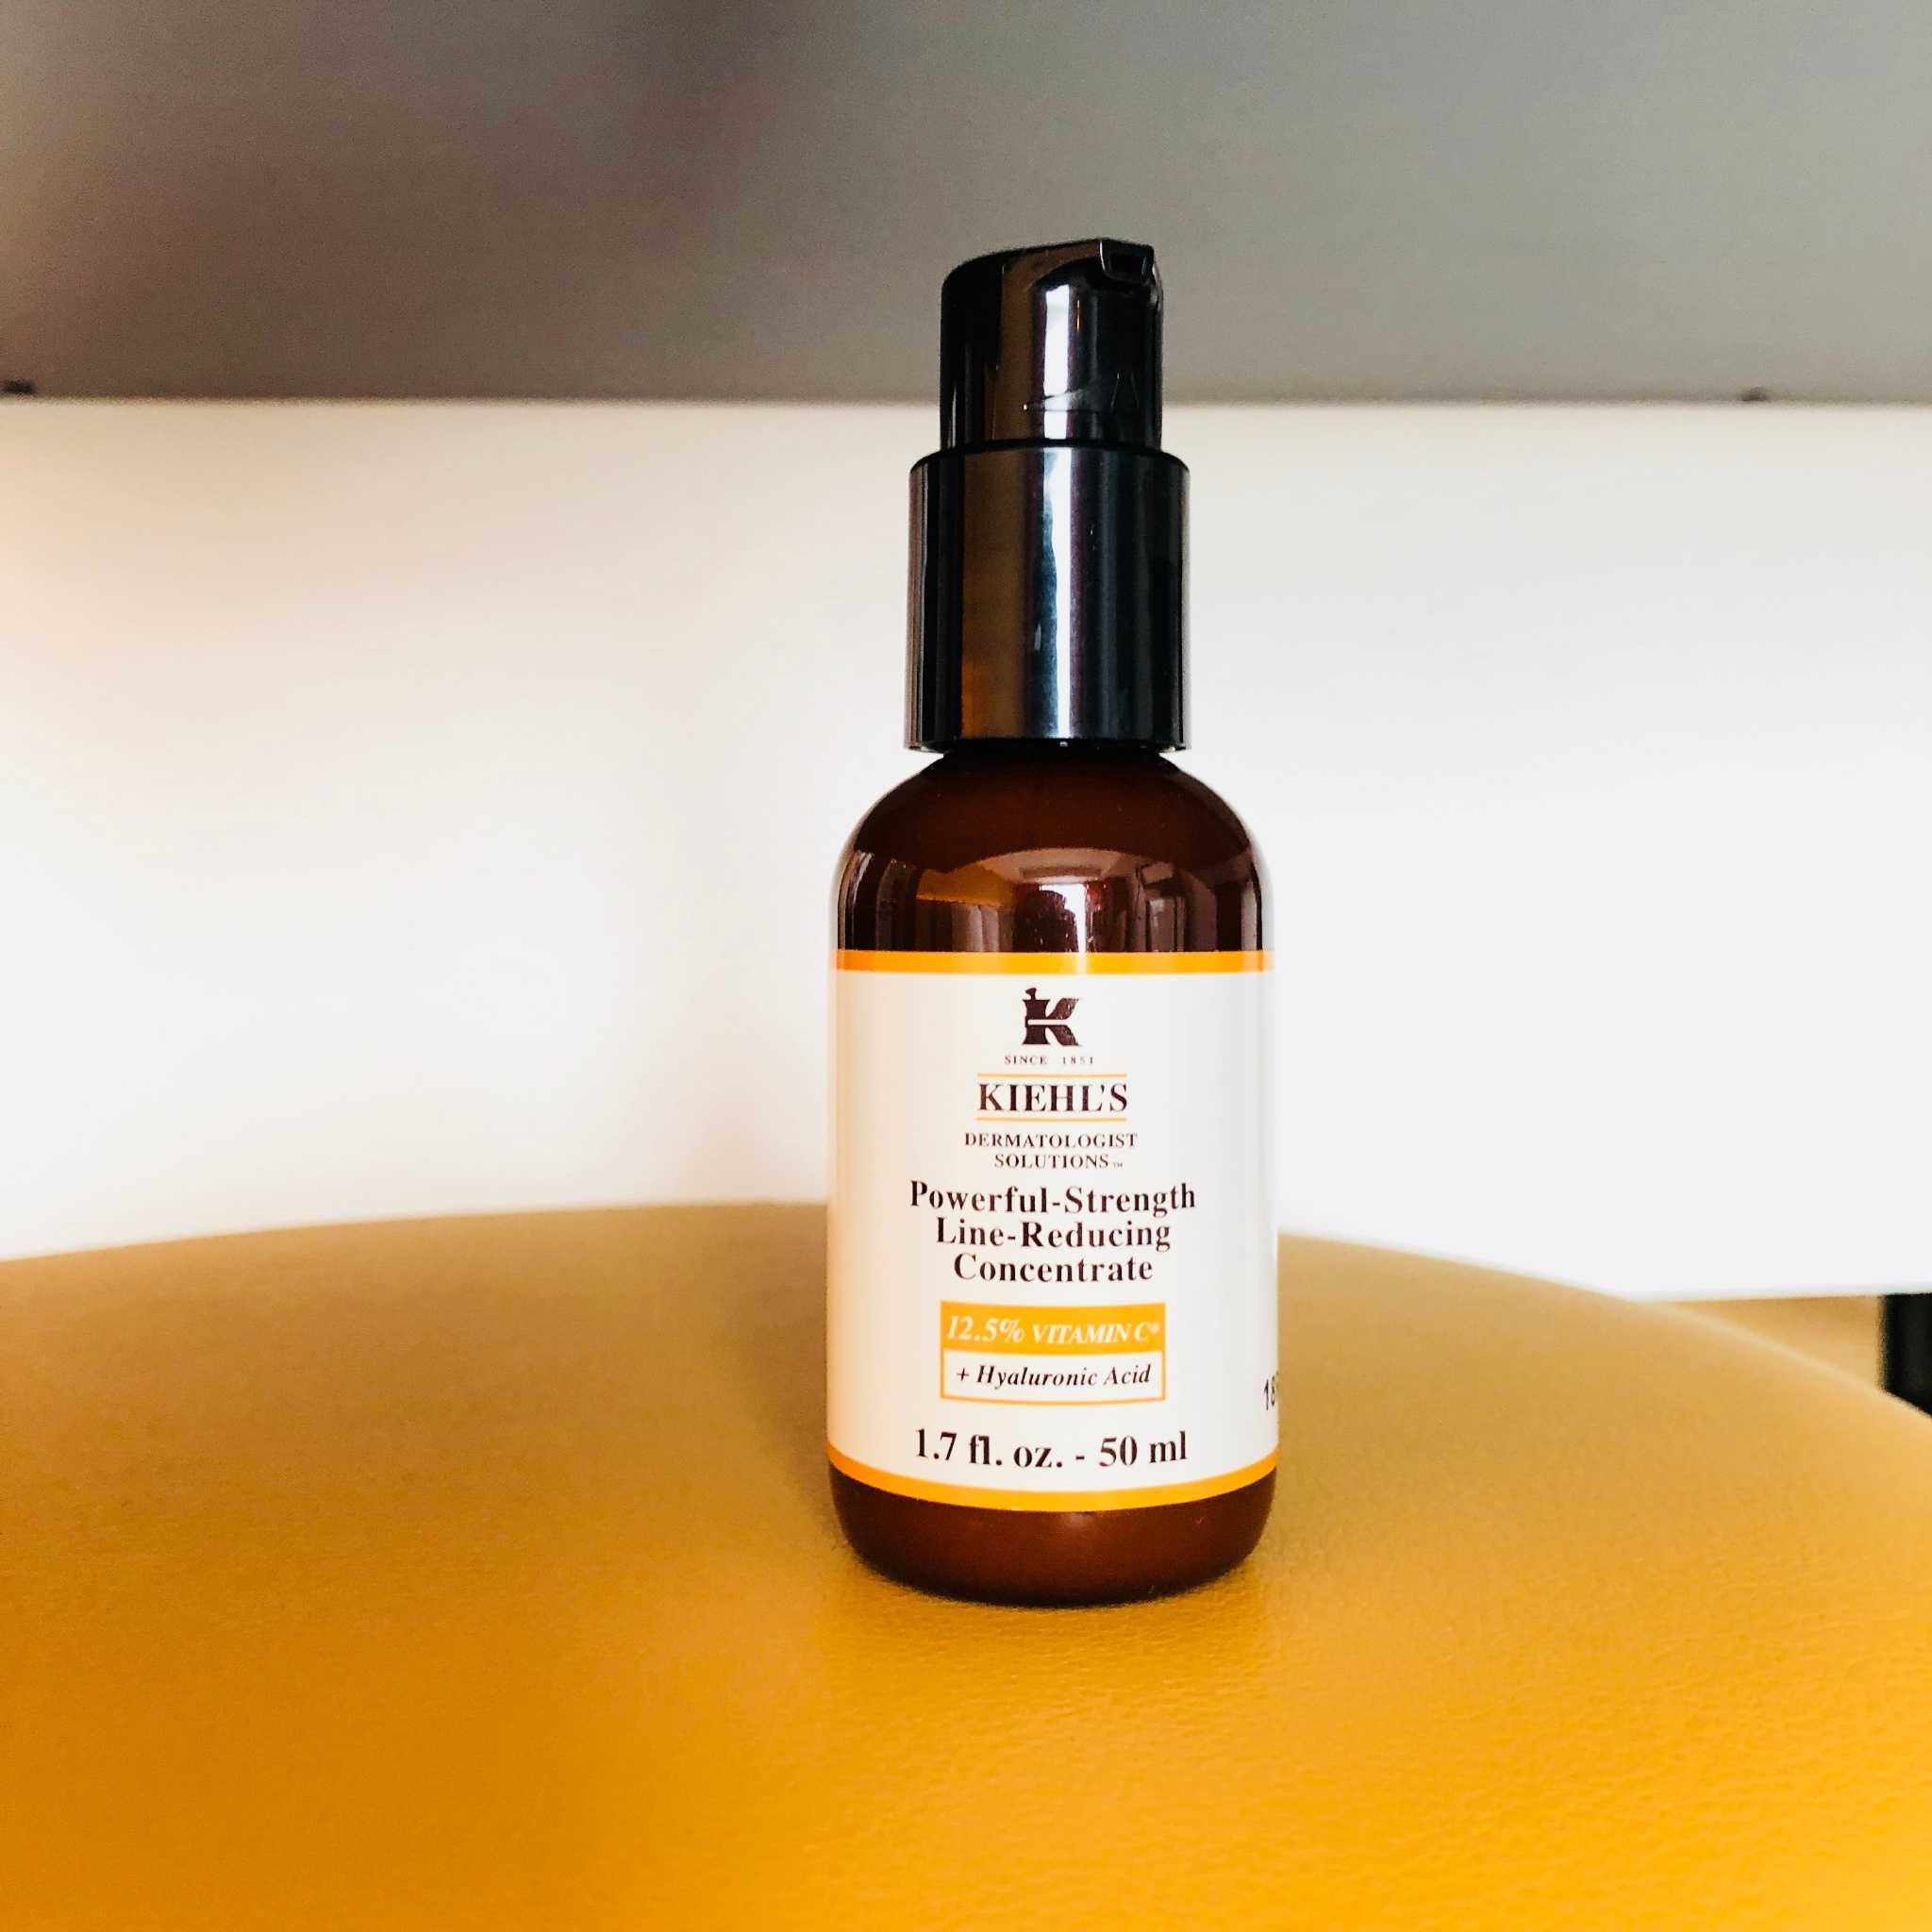 K
SINCE 1851
KIEHL'S
DERMATOLOGIST
SOLUTIONS™
Powerful-Strength
Line-Reducing
Concentrate
12.5% VITAMIN C*
+ Hyaluronic Acid
1.7 fl. oz. - 50 ml